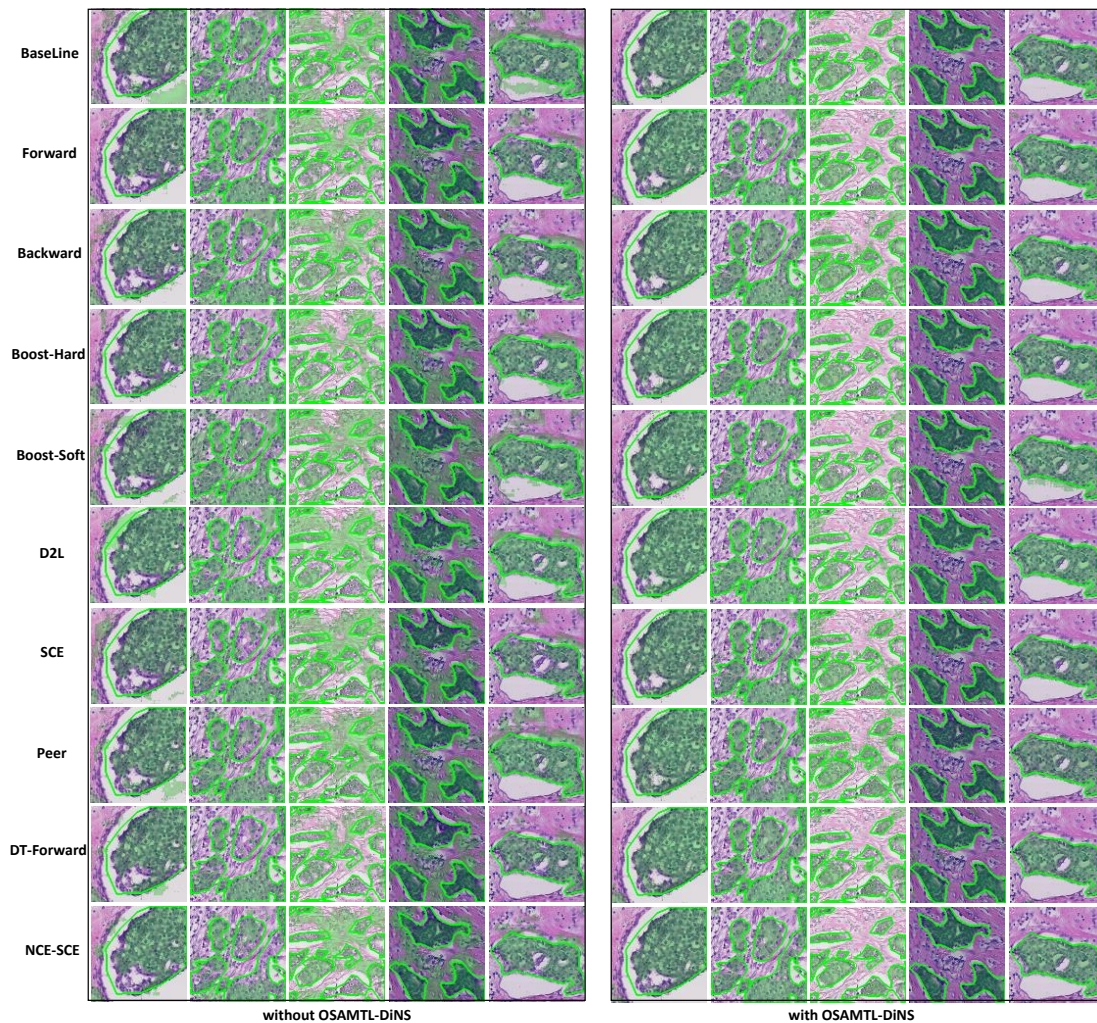 BaseLine
Forward
Backward
Boost-Hard
Boost-Soft
D2L
SCE
Peer
DT-Forward
NCE-SCE
without OSAMTL-DiNS
with OSAMTL-DiNS